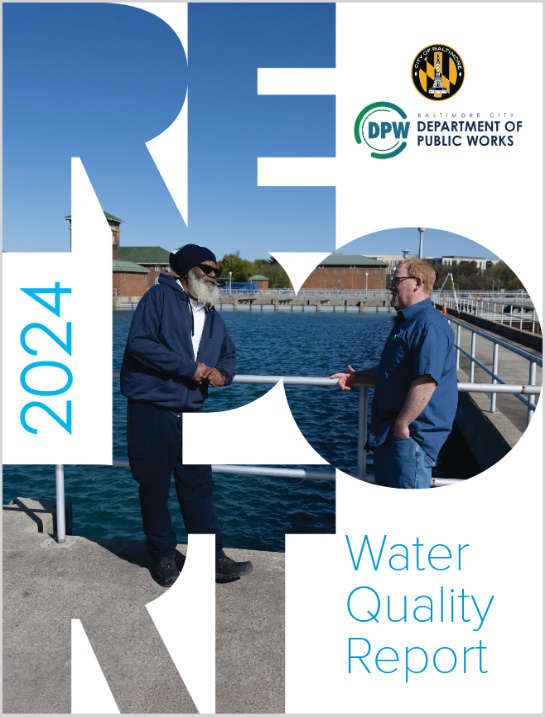 REPORT
CITY OF BALTIMORE
DPW
BALTIMORE CITY
DEPARTMENT OF
PUBLIC WORKS
2024
Water
Quality
Report